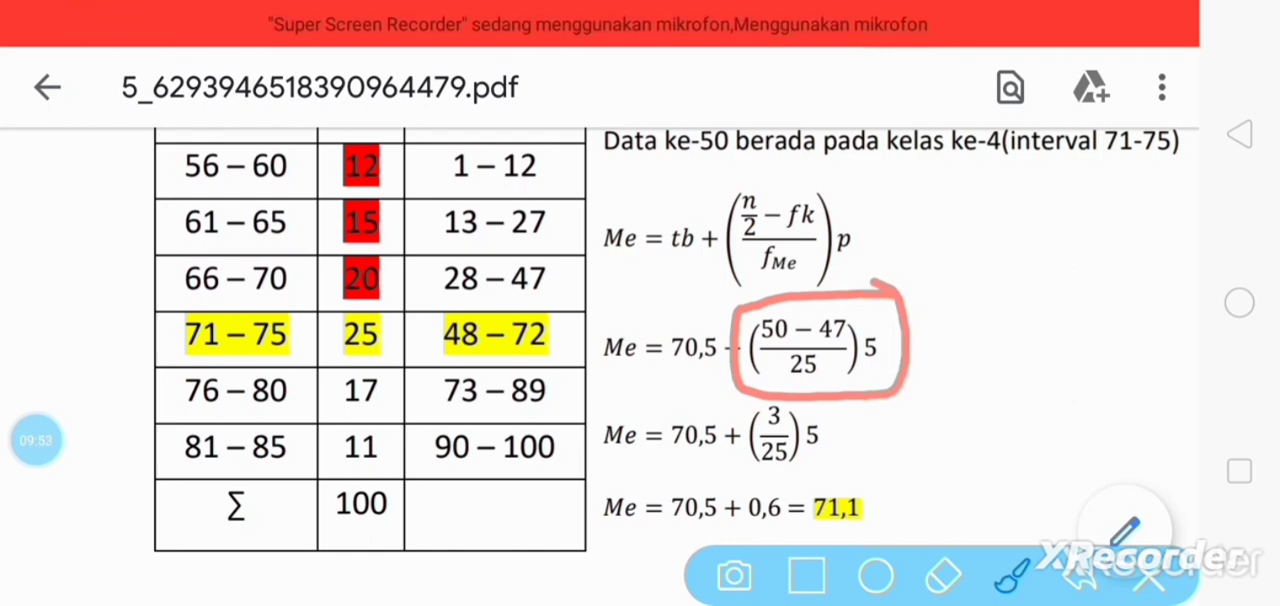 "Super Screen Recorder" sedang menggunakan mikrofon,Menggunakan mikrofon
5_6293946518390964479.pdf
56 – 60 12 1 – 12
61 – 65 15 13 – 27
66 – 70 20 28 – 47
71 – 75 25 48 – 72
76 – 80 17 73 – 89
81 – 85 11 90 – 100
∑ 100
Data ke-50 berada pada kelas ke-4(interval 71-75)
Me = tb + ((n/2 − fk)/f_Me) p
Me = 70,5 + ((50 − 47)/25) 5
Me = 70,5 + (3/25) 5
Me = 70,5 + 0,6 = 71,1
09:53
XRecorder